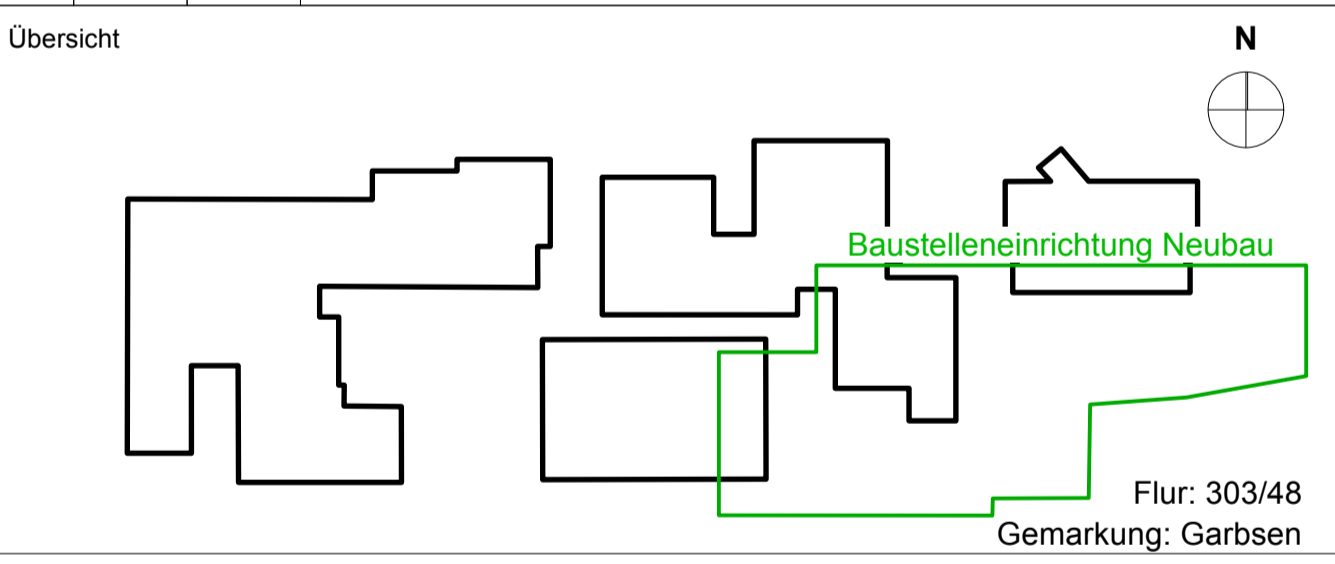 Übersicht
N
Baustelleneinrichtung Neubau
Flur: 303/48
Gemarkung: Garbsen